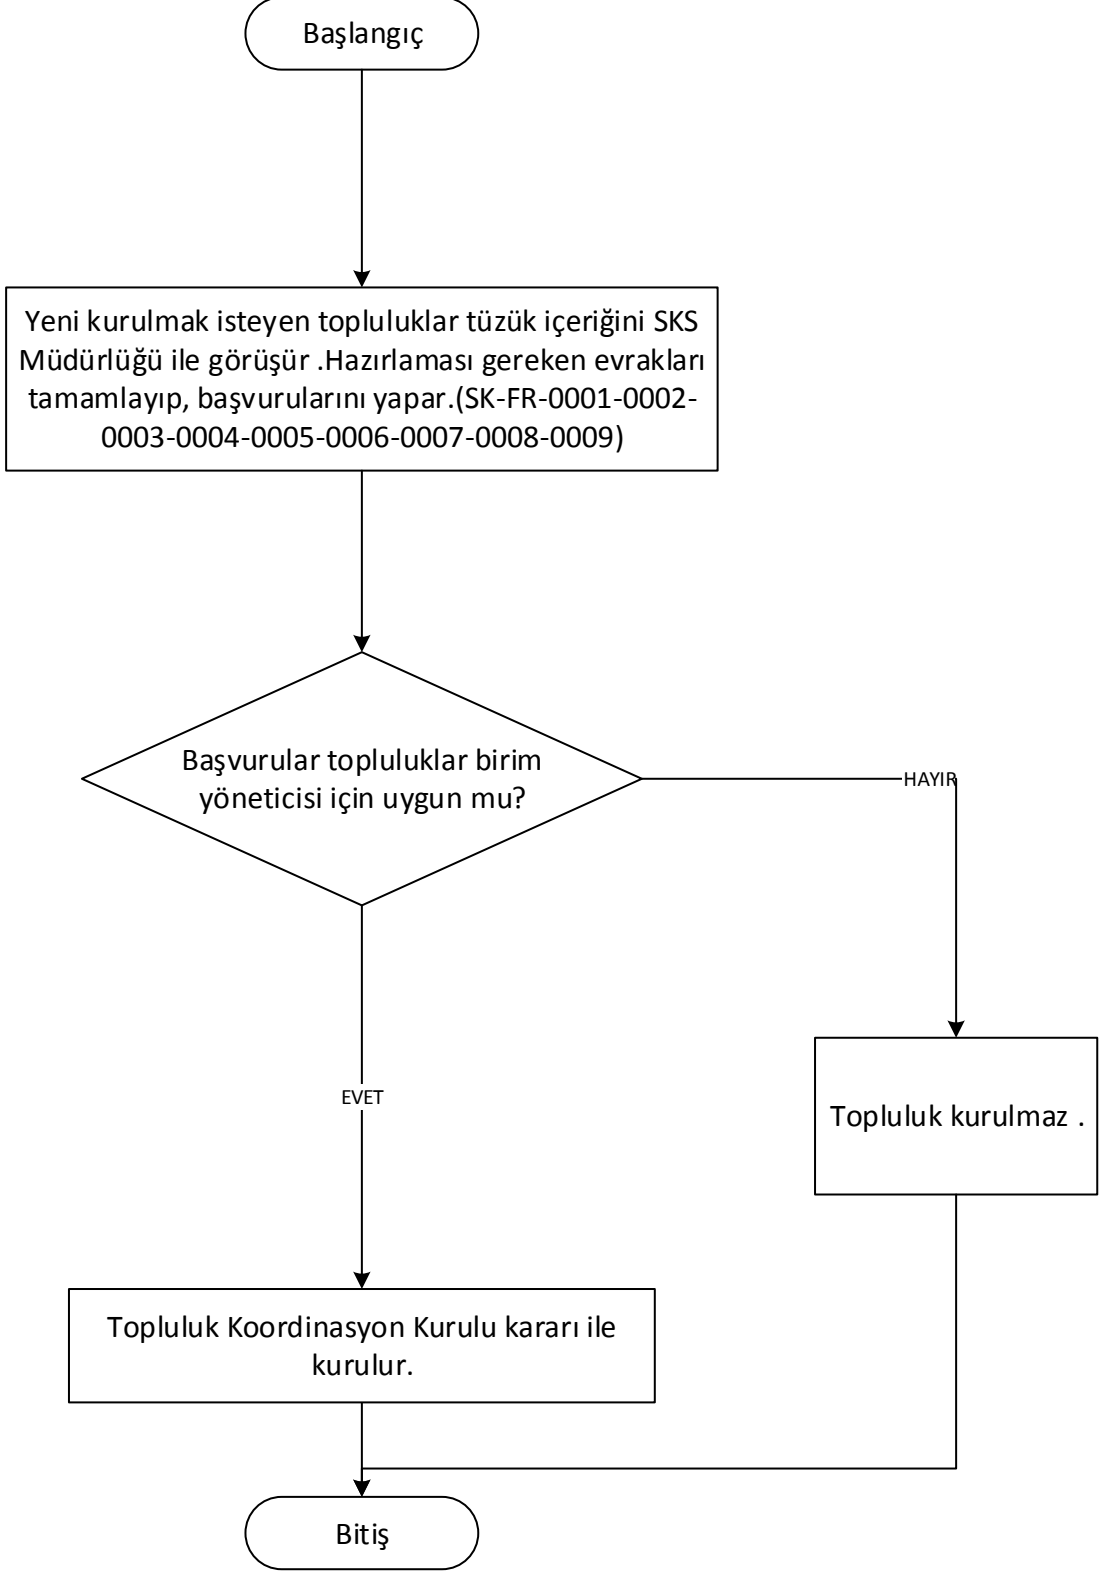 Başlangıç
Yeni kurulmak isteyen topluluklar tüzük içeriğini SKS
Müdürlüğü ile görüşür .Hazırlaması gereken evrakları
tamamlayıp, başvurularını yapar.(SK-FR-0001-0002-
0003-0004-0005-0006-0007-0008-0009)
Başvurular topluluklar birim
yöneticisi için uygun mu?
HAYIR
EVET
Topluluk kurulmaz .
Topluluk Koordinasyon Kurulu kararı ile
kurulur.
Bitiş